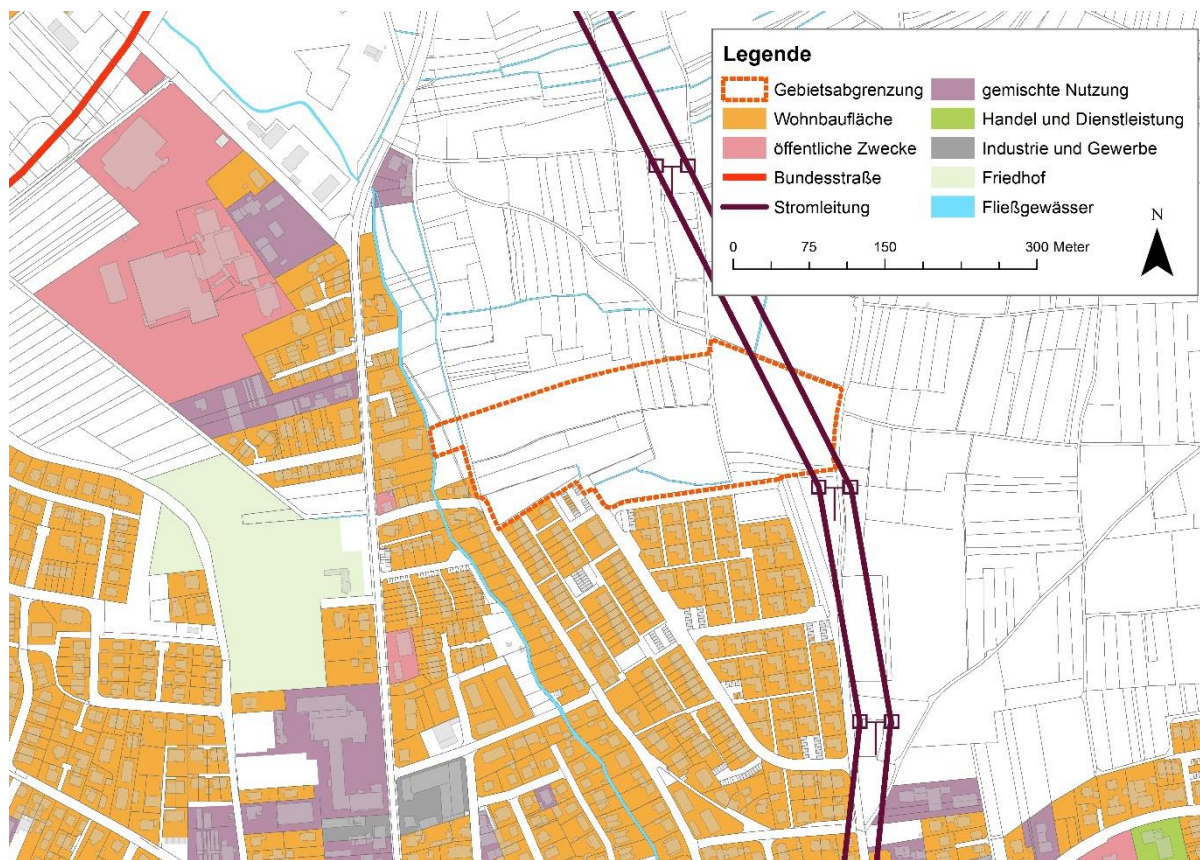 Legende
Gebietsabgrenzung
Wohnbaufläche
öffentliche Zwecke
Bundesstraße
Stromleitung
gemischte Nutzung
Handel und Dienstleistung
Industrie und Gewerbe
Friedhof
Fließgewässer
N
0 75 150 300 Meter